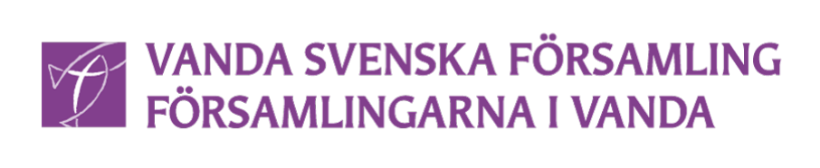 VANDA SVENSKA FÖRSAMLING
FÖRSAMLINGARNA I VANDA